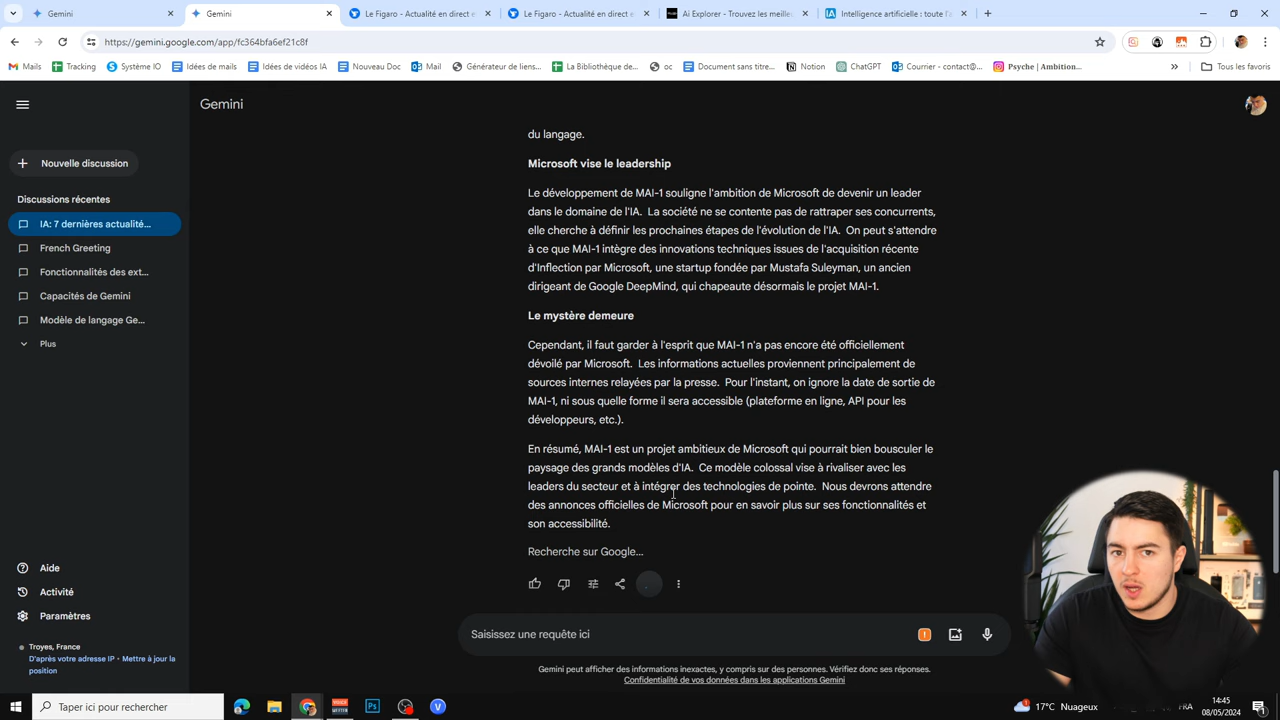 Gemini
Gemini
Le Figaro - Actualité en direct e
Le Figaro - Actualité en direct e
Ai Explorer - Trouvez les meille
IA Intelligence artificielle : toute l'a
https://gemini.google.com/app/fc364bfa6ef21c8f
Mails
Tracking
Système IO
Idées de mails
Idées de vidéos IA
Nouveau Doc
Mail
Générateur de liens...
La Bibliothèque de...
oc
Document sans titre...
Notion
ChatGPT
Courrier - contact@...
Psyche | Ambition...
Tous les favoris
Gemini
Nouvelle discussion
Discussions récentes
IA: 7 dernières actualité...
French Greeting
Fonctionnalités des ext...
Capacités de Gemini
Modèle de langage Ge...
Plus
du langage.
Microsoft vise le leadership
Le développement de MAI-1 souligne l'ambition de Microsoft de devenir un leader
dans le domaine de l'IA. La société ne se contente pas de rattraper ses concurrents,
elle cherche à définir les prochaines étapes de l'évolution de l'IA. On peut s'attendre
à ce que MAI-1 intègre des innovations techniques issues de l'acquisition récente
d'Inflection par Microsoft, une startup fondée par Mustafa Suleyman, un ancien
dirigeant de Google DeepMind, qui chapeaute désormais le projet MAI-1.
Le mystère demeure
Cependant, il faut garder à l'esprit que MAI-1 n'a pas encore été officiellement
dévoilé par Microsoft. Les informations actuelles proviennent principalement de
sources internes relayées par la presse. Pour l'instant, on ignore la date de sortie de
MAI-1, ni sous quelle forme il sera accessible (plateforme en ligne, API pour les
développeurs, etc.).
En résumé, MAI-1 est un projet ambitieux de Microsoft qui pourrait bien bousculer le
paysage des grands modèles d'IA. Ce modèle colossal vise à rivaliser avec les
leaders du secteur et à intégrer des technologies de pointe. Nous devrons attendre
des annonces officielles de Microsoft pour en savoir plus sur ses fonctionnalités et
son accessibilité.
Recherche sur Google...
Aide
Activité
Paramètres
Troyes, France
D'après votre adresse IP • Mettre à jour la
position
Saisissez une requête ici
Gemini peut afficher des informations inexactes, y compris sur des personnes. Vérifiez donc ses réponses.
Confidentialité de vos données dans les applications Gemini
Taper ici pour rechercher
17°C Nuageux
FRA
14:45
08/05/2024